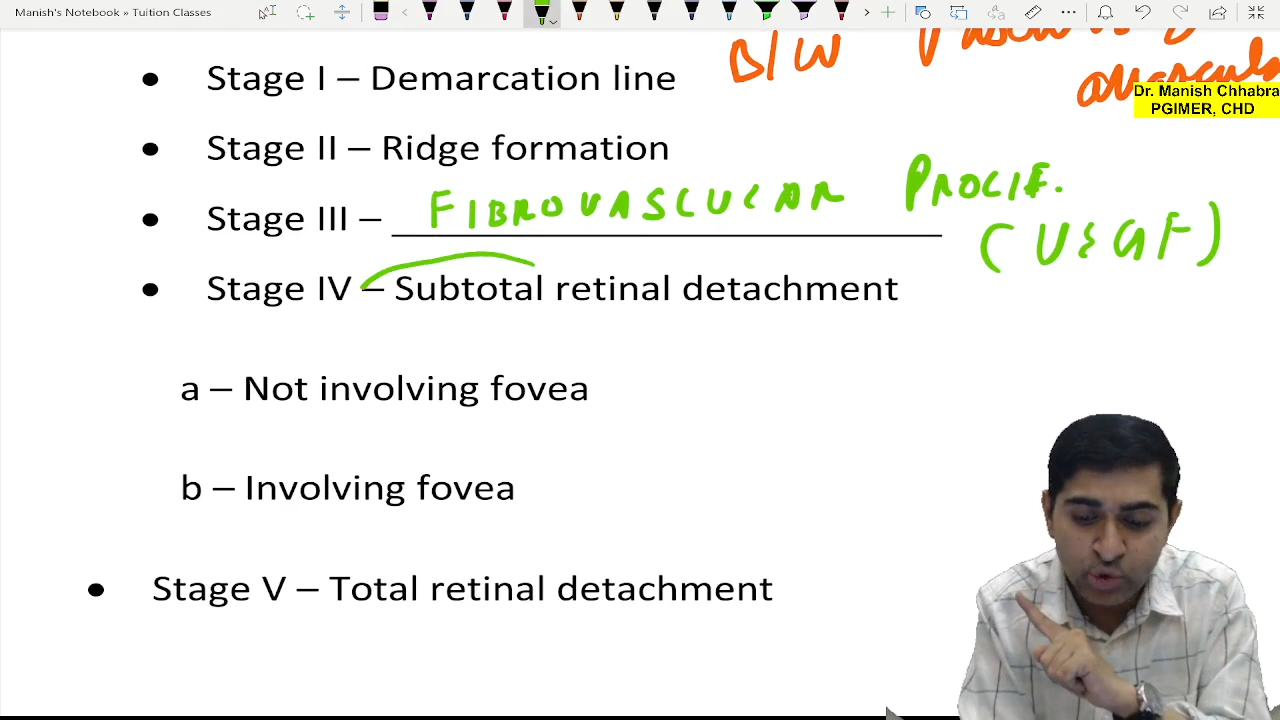 Manish's Notebook » Tuition Classes
B/W
Dr. Manish Chhabra
PGIMER, CHD
• Stage I – Demarcation line
• Stage II – Ridge formation
• Stage III – FIBROVASCULAR PROLIF.
(VEGF)
• Stage IV – Subtotal retinal detachment
a – Not involving fovea
b – Involving fovea
• Stage V – Total retinal detachment